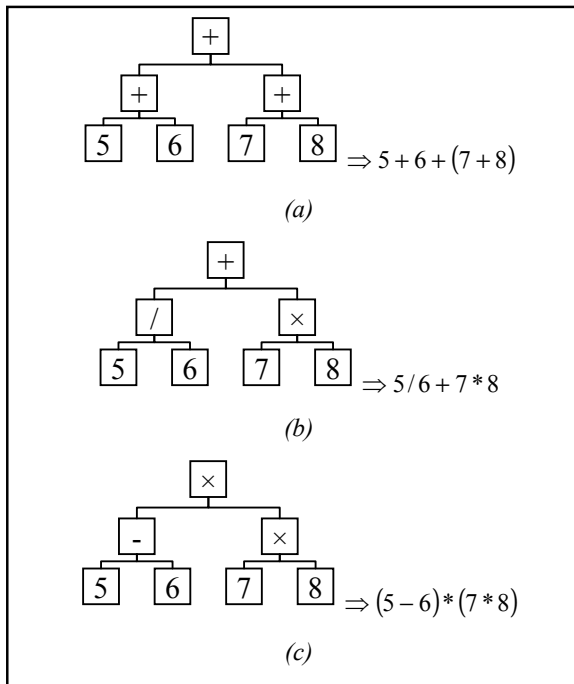 +
+ +
5 6 7 8 ⇒ 5 + 6 + (7 + 8)
(a)
+
/ ×
5 6 7 8 ⇒ 5 / 6 + 7 * 8
(b)
×
- ×
5 6 7 8 ⇒ (5 − 6) * (7 * 8)
(c)